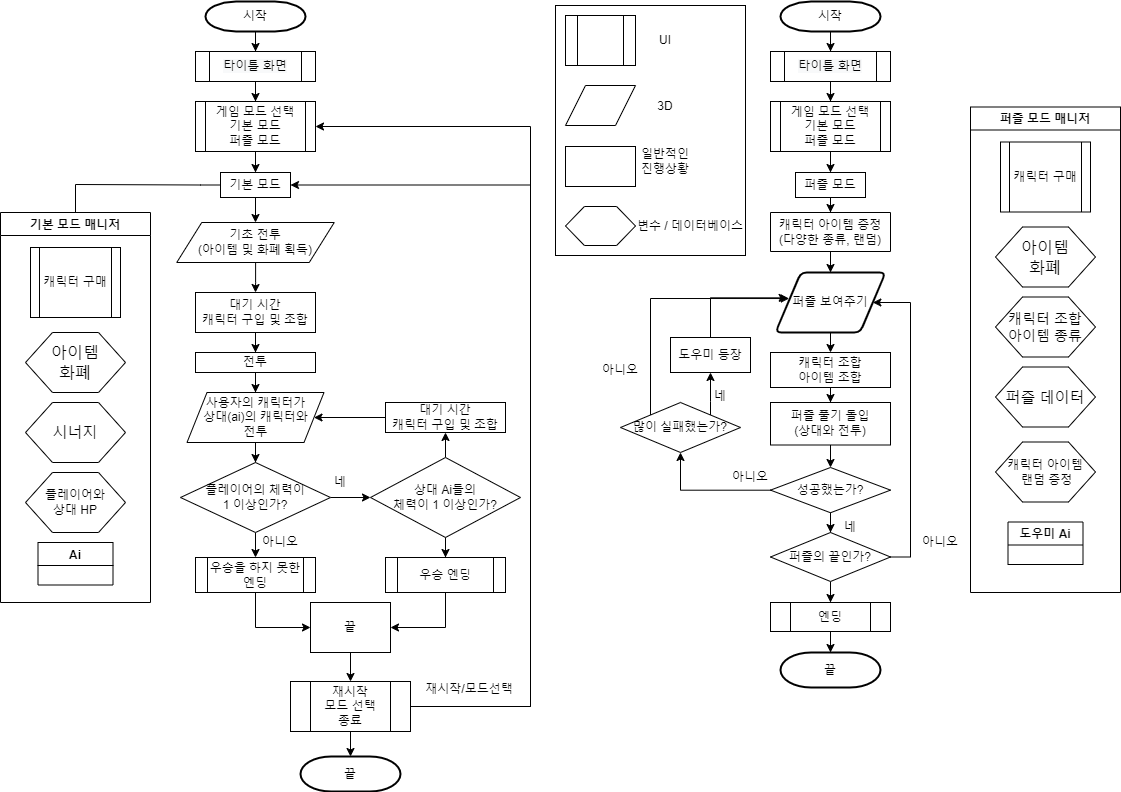 시작
타이틀 화면
게임 모드 선택
기본 모드
퍼즐 모드
기본 모드
기초 전투
(아이템 및 화폐 획득)
대기 시간
캐릭터 구입 및 조합
전투
사용자의 캐릭터가
상대(ai)의 캐릭터와
전투
대기 시간
캐릭터 구입 및 조합
플레이어의 체력이
1 이상인가?
네
상대 Ai들의
체력이 1 이상인가?
아니오
우승을 하지 못한
엔딩
우승 엔딩
끝
재시작
모드 선택
종료
재시작/모드선택
끝
기본 모드 매니저
캐릭터 구매
아이템
화폐
시너지
플레이어와
상대 HP
Ai
UI
3D
일반적인
진행상황
변수 / 데이터베이스
시작
타이틀 화면
게임 모드 선택
기본 모드
퍼즐 모드
퍼즐 모드
캐릭터 아이템 증정
(다양한 종류, 랜덤)
퍼즐 보여주기
도우미 등장
아니오
네
많이 실패했는가?
캐릭터 조합
아이템 조합
퍼즐 풀기 돌입
(상대와 전투)
아니오
성공했는가?
네
퍼즐의 끝인가?
아니오
엔딩
끝
퍼즐 모드 매니저
캐릭터 구매
아이템
화폐
캐릭터 조합
아이템 종류
퍼즐 데이터
캐릭터 아이템
랜덤 증정
도우미 Ai